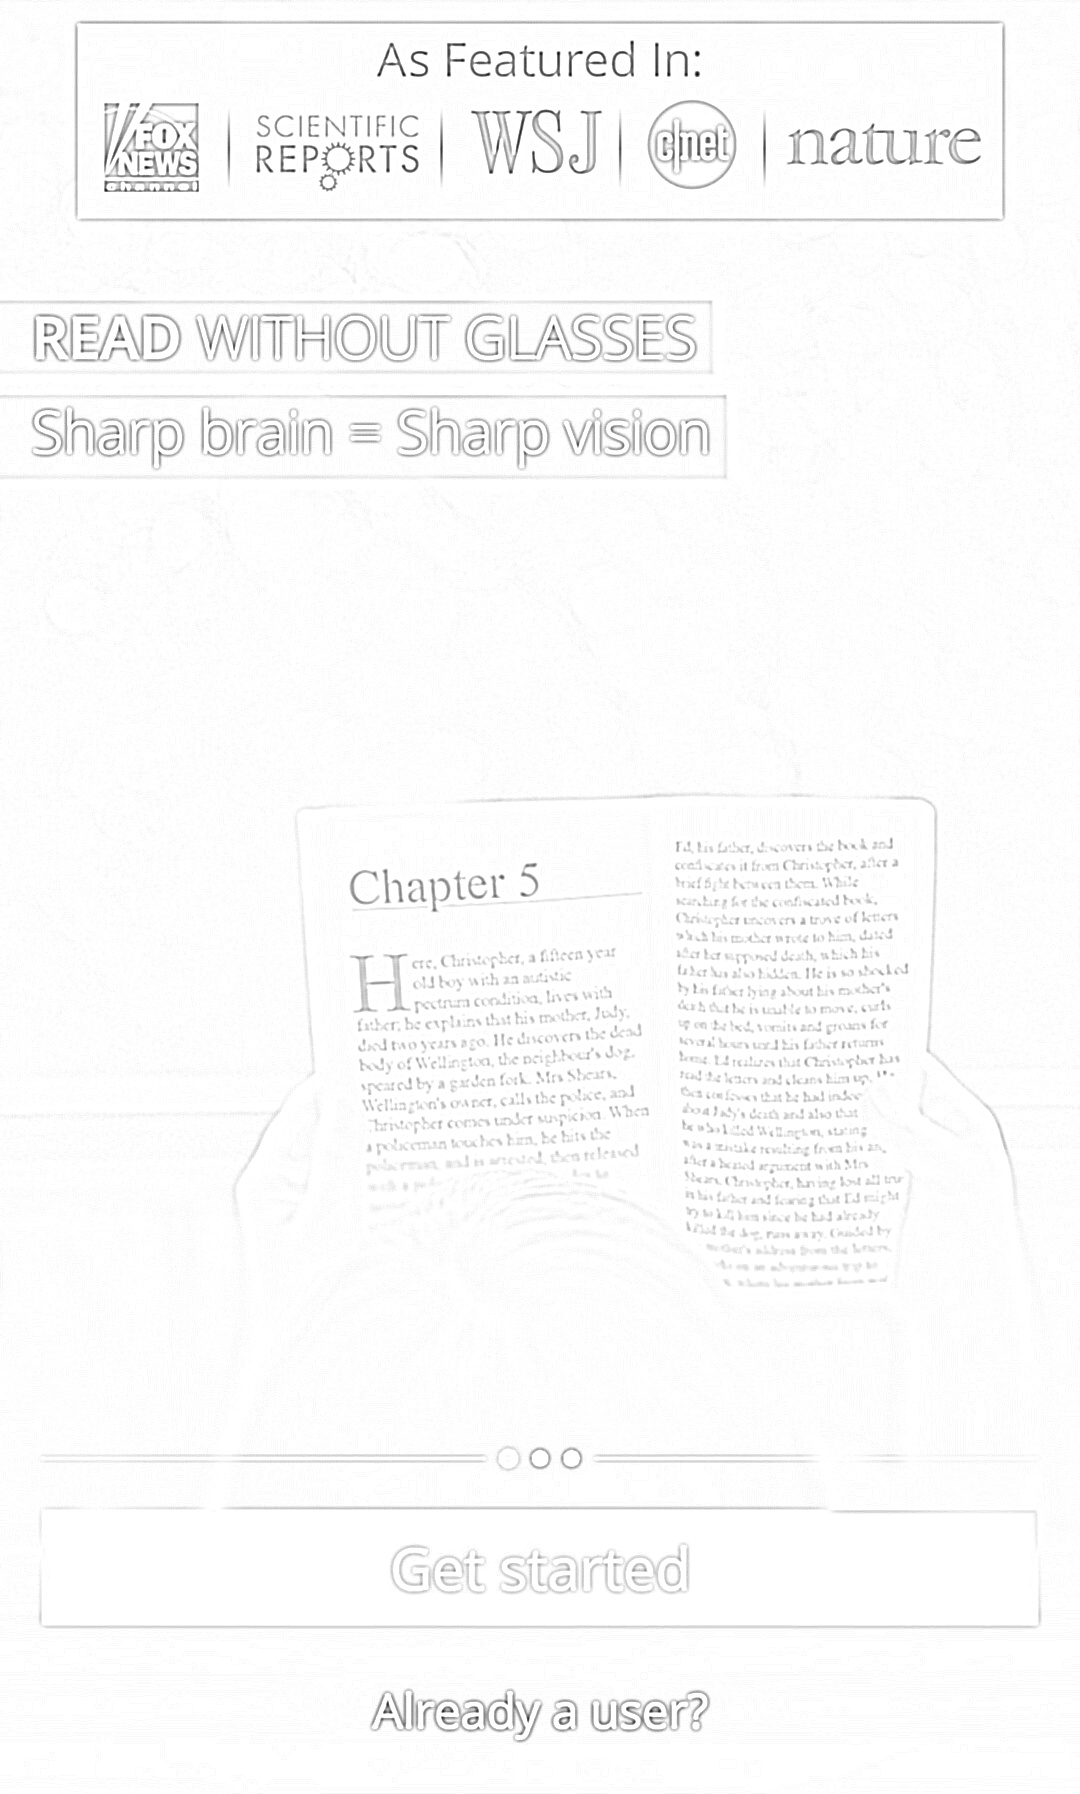 As Featured In:
FOX NEWS channel | SCIENTIFIC REPORTS | WSJ | c|net | nature
READ WITHOUT GLASSES
Sharp brain = Sharp vision
Chapter 5
Here, Christopher, a fifteen year
old boy with an autistic
pectrum condition, lives with
father; he explains that his mother, Judy,
died two years ago. He discovers the dead
body of Wellington, the neighbour's dog,
speared by a garden fork. Mrs Shears,
Wellington's owner, calls the police, and
Christopher comes under suspicion. When
a policeman touches him, he hits the
policeman, and is arrested, then released
with a
Ed, his father, discovers the book and
confiscates it from Christopher, after a
brief fight between them. While
searching for the confiscated book,
Christopher uncovers a trove of letters
which his mother wrote to him, dated
after her supposed death, which his
father has also hidden. He is so shocked
by his father lying about his mother's
death that he is unable to move, curls
up on the bed, vomits and groans for
several hours until his father returns
home. Ed realizes that Christopher has
read the letters and cleans him up.
then confesses that he had indee
about Judy's death and also that
he who killed Wellington, stating
was a mistake resulting from his
after a heated argument with Mrs
Shears. Christopher, having lost all
in his father and fearing that Ed might
try to kill him since he had already
killed the dog, runs away. Guided by
mother's address from the letters,
on an adventurous trip to
Get started
Already a user?